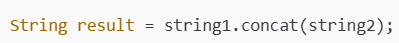 String result = string1.concat(string2);